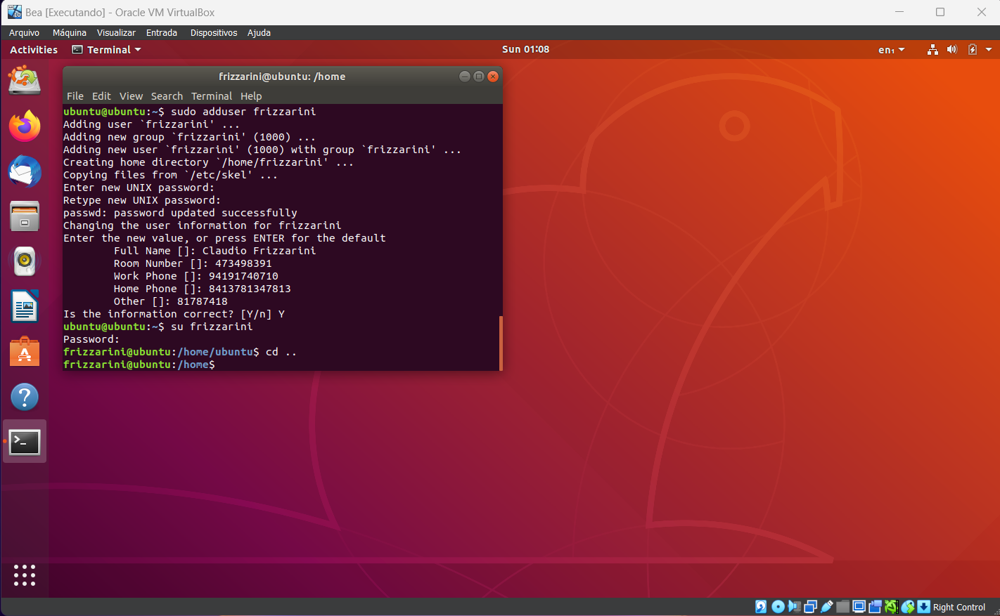 Bea [Executando] - Oracle VM VirtualBox
Arquivo Máquina Visualizar Entrada Dispositivos Ajuda
Activities Terminal Sun 01:08 en₁
frizzarini@ubuntu: /home
File Edit View Search Terminal Help
ubuntu@ubuntu:~$ sudo adduser frizzarini
Adding user `frizzarini' ...
Adding new group `frizzarini' (1000) ...
Adding new user `frizzarini' (1000) with group `frizzarini' ...
Creating home directory `/home/frizzarini' ...
Copying files from `/etc/skel' ...
Enter new UNIX password:
Retype new UNIX password:
passwd: password updated successfully
Changing the user information for frizzarini
Enter the new value, or press ENTER for the default
Full Name []: Claudio Frizzarini
Room Number []: 473498391
Work Phone []: 94191740710
Home Phone []: 8413781347813
Other []: 81787418
Is the information correct? [Y/n] Y
ubuntu@ubuntu:~$ su frizzarini
Password:
frizzarini@ubuntu:/home/ubuntu$ cd ..
frizzarini@ubuntu:/home$
Right Control